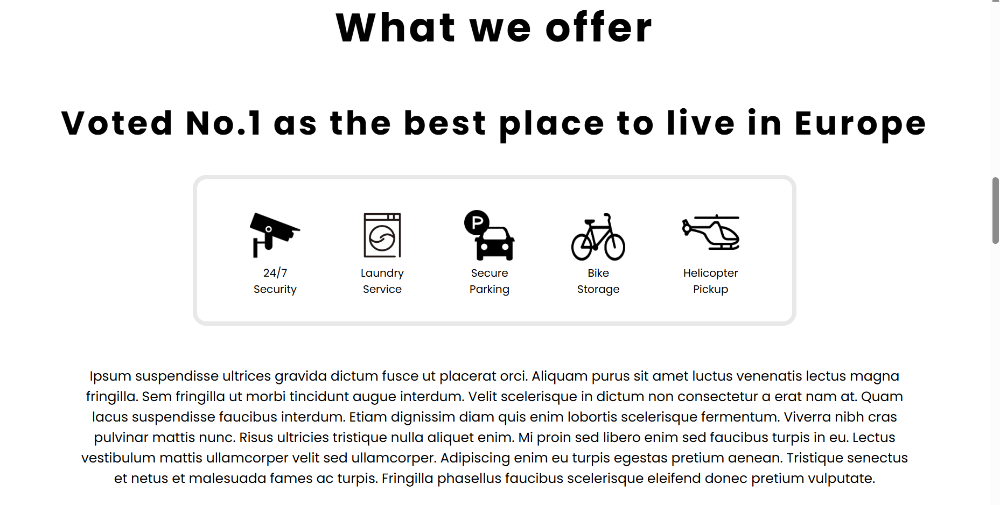 What we offer
Voted No.1 as the best place to live in Europe
P
24/7
Security
Laundry
Service
Secure
Parking
Bike
Storage
Helicopter
Pickup
Ipsum suspendisse ultrices gravida dictum fusce ut placerat orci. Aliquam purus sit amet luctus venenatis lectus magna
fringilla. Sem fringilla ut morbi tincidunt augue interdum. Velit scelerisque in dictum non consectetur a erat nam at. Quam
lacus suspendisse faucibus interdum. Etiam dignissim diam quis enim lobortis scelerisque fermentum. Viverra nibh cras
pulvinar mattis nunc. Risus ultricies tristique nulla aliquet enim. Mi proin sed libero enim sed faucibus turpis in eu. Lectus
vestibulum mattis ullamcorper velit sed ullamcorper. Adipiscing enim eu turpis egestas pretium aenean. Tristique senectus
et netus et malesuada fames ac turpis. Fringilla phasellus faucibus scelerisque eleifend donec pretium vulputate.